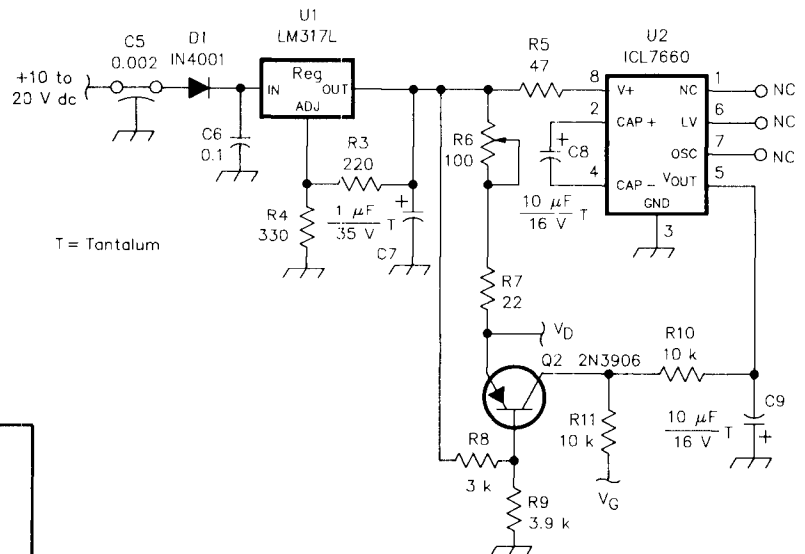 C5
0.002
D1
IN4001
U1
LM317L
+10 to
20 V dc
Reg
IN
OUT
ADJ
C6
0.1
R3
220
R4
330
1 μF
35 V
T
+
C7
T = Tantalum
R5
47
R6
100
U2
ICL7660
8
V+
NC
1
NC
2
CAP +
LV
6
NC
+
C8
OSC
7
NC
4
CAP -
VOUT
5
GND
3
10 μF
16 V
T
R7
22
VD
Q2
2N3906
R10
10 k
R11
10 k
VG
10 μF
16 V
T
C9
+
R8
3 k
R9
3.9 k